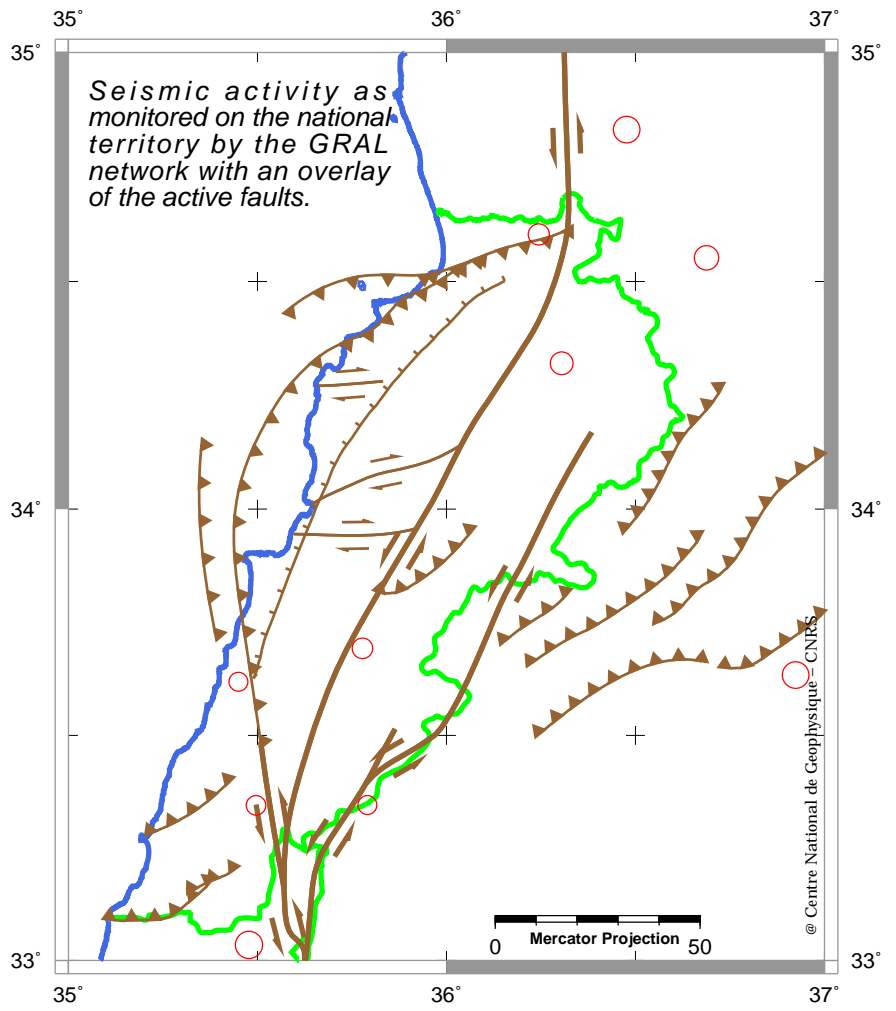 35° 36° 37°
35° 35°
Seismic activity as
monitored on the national
territory by the GRAL
network with an overlay
of the active faults.
34° 34°
@ Centre National de Geophysique – CNRS
0 Mercator Projection 50
33° 33°
35° 36° 37°